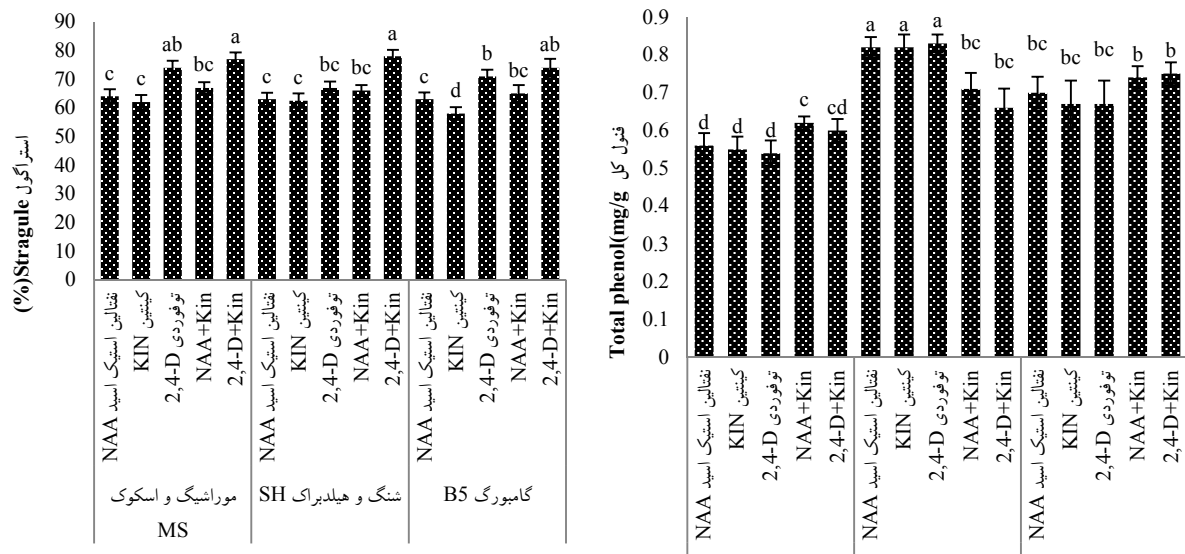 استراگول Stragule(%)
90
80
70
60
50
40
30
20
10
0
c
c
ab
bc
a
c
c
bc
bc
a
c
d
b
bc
ab
نفتالین استیک اسید NAA
کینتین KIN
توفوردی 2,4-D
NAA+Kin
2,4-D+Kin
نفتالین استیک اسید NAA
کینتین KIN
توفوردی 2,4-D
NAA+Kin
2,4-D+Kin
نفتالین استیک اسید NAA
کینتین KIN
توفوردی 2,4-D
NAA+Kin
2,4-D+Kin
موراشیگ و اسکوک
MS
شنگ و هیلدبراک SH
گامبورگ B5
فنول کل Total phenol(mg/g
0.9
0.8
0.7
0.6
0.5
0.4
0.3
0.2
0.1
0
d
d
d
c
cd
a
a
a
bc
bc
bc
bc
bc
b
b
نفتالین استیک اسید NAA
کینتین KIN
توفوردی 2,4-D
NAA+Kin
2,4-D+Kin
نفتالین استیک اسید NAA
کینتین KIN
توفوردی 2,4-D
NAA+Kin
2,4-D+Kin
نفتالین استیک اسید NAA
کینتین KIN
توفوردی 2,4-D
NAA+Kin
2,4-D+Kin